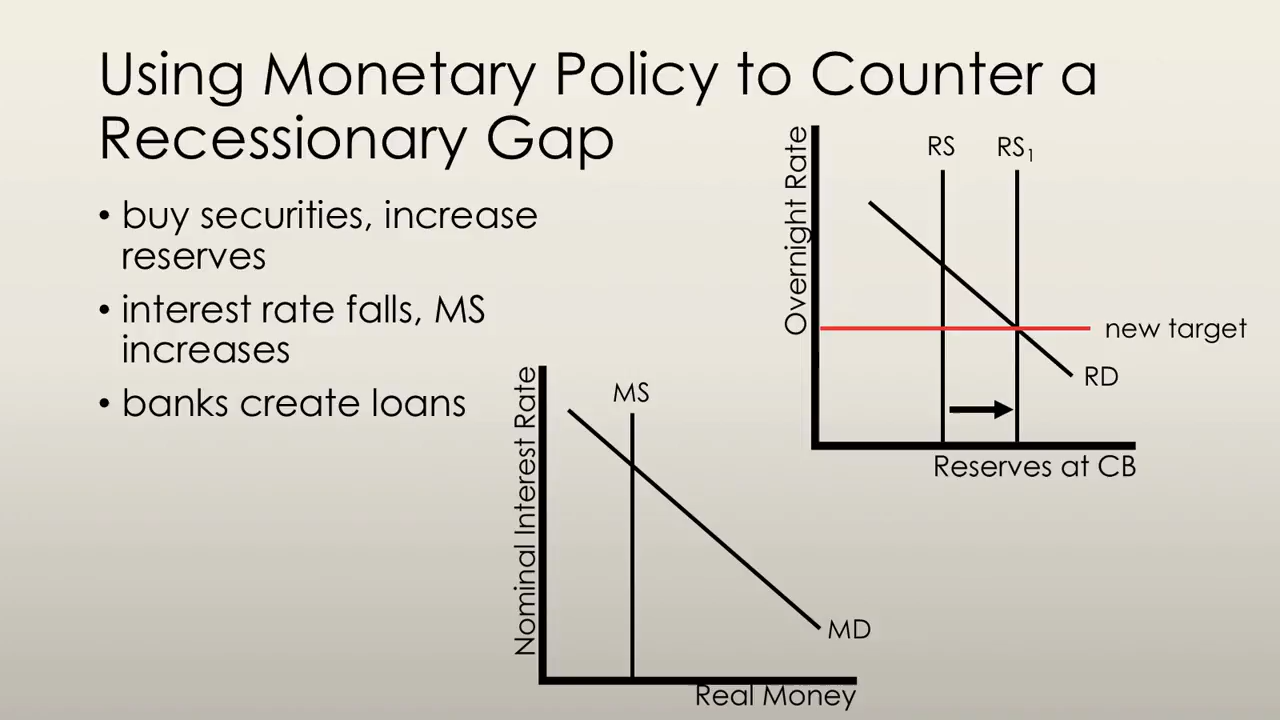 Using Monetary Policy to Counter a
Recessionary Gap
• buy securities, increase
reserves
• interest rate falls, MS
increases
• banks create loans
Overnight Rate
RS
RS₁
new target
RD
Reserves at CB
Nominal Interest Rate
MS
MD
Real Money